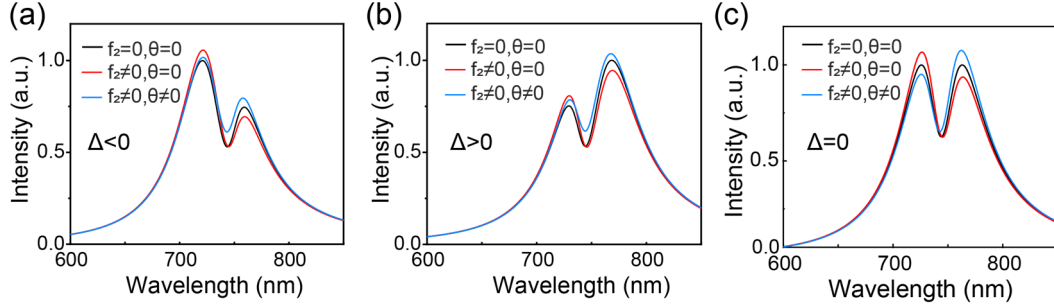 (a)
Intensity (a.u.)
1.0
0.5
0.0
f₂=0,θ=0
f₂≠0,θ=0
f₂≠0,θ≠0
Δ<0
600
700
800
Wavelength (nm)
(b)
Intensity (a.u.)
1.0
0.5
0.0
f₂=0,θ=0
f₂≠0,θ=0
f₂≠0,θ≠0
Δ>0
600
700
800
Wavelength (nm)
(c)
Intensity (a.u.)
1.0
0.5
0.0
f₂=0,θ=0
f₂≠0,θ=0
f₂≠0,θ≠0
Δ=0
600
700
800
Wavelength (nm)